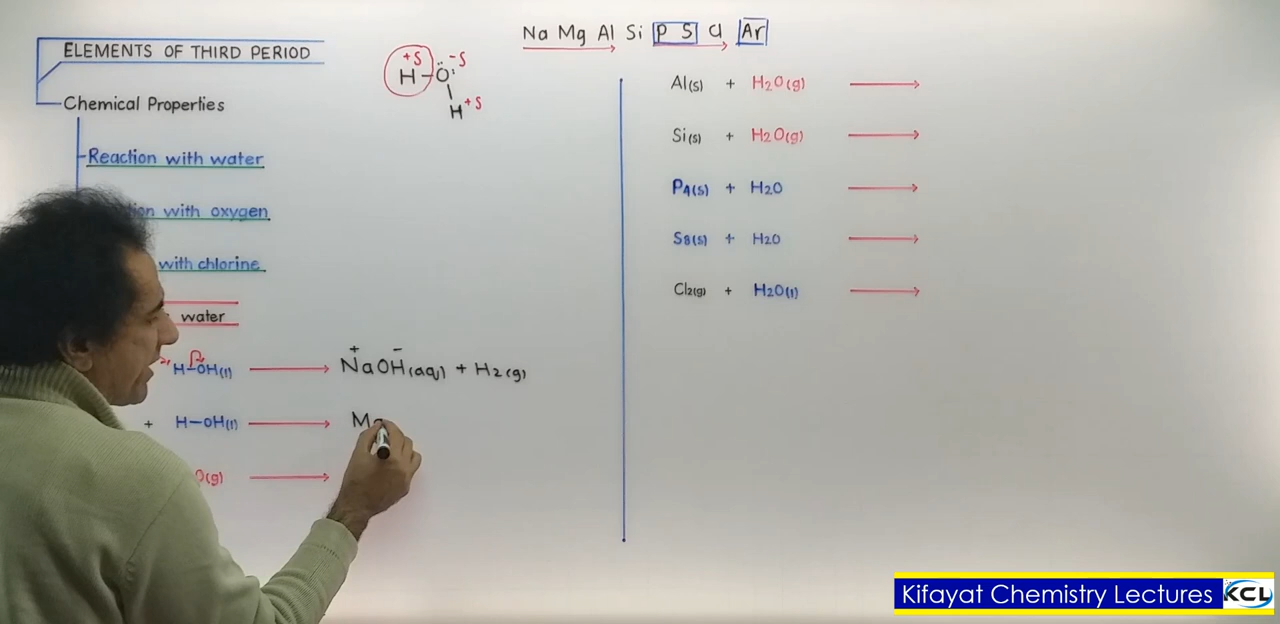 Na Mg Al Si P S Cl Ar
ELEMENTS OF THIRD PERIOD
Chemical Properties
+δ -δ
H-Ö:
H +δ
Reaction with water
with oxygen
with chlorine
water
H-OH(l) → NaOH(aq) + H2(g)
+ H-OH(l) → Mg
O(g) →
Al(s) + H2O(g) →
Si(s) + H2O(g) →
P4(s) + H2O →
S8(s) + H2O →
Cl2(g) + H2O(l) →
Kifayat Chemistry Lectures KCL